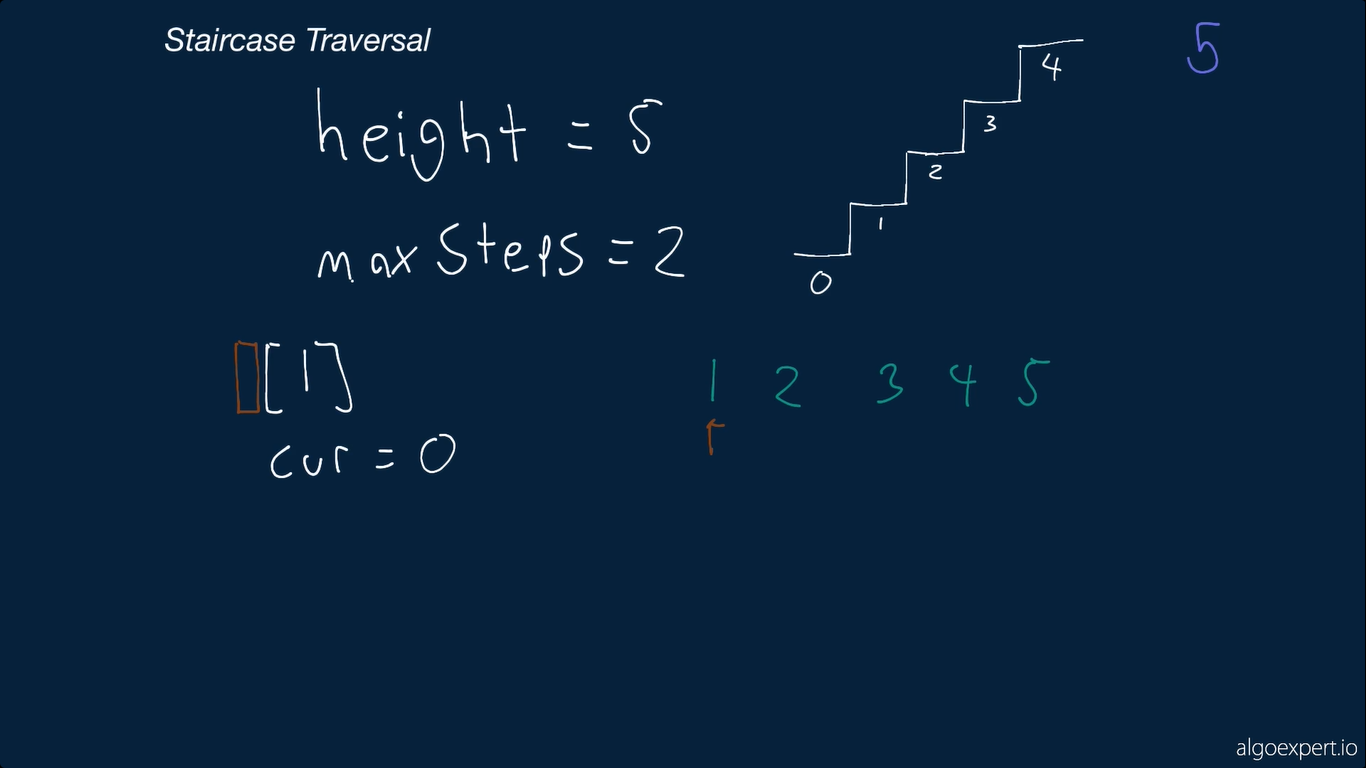 Staircase Traversal
5
height = 5
4
3
2
1
0
maxSteps = 2
[1]
1 2 3 4 5
cur = 0
algoexpert.io